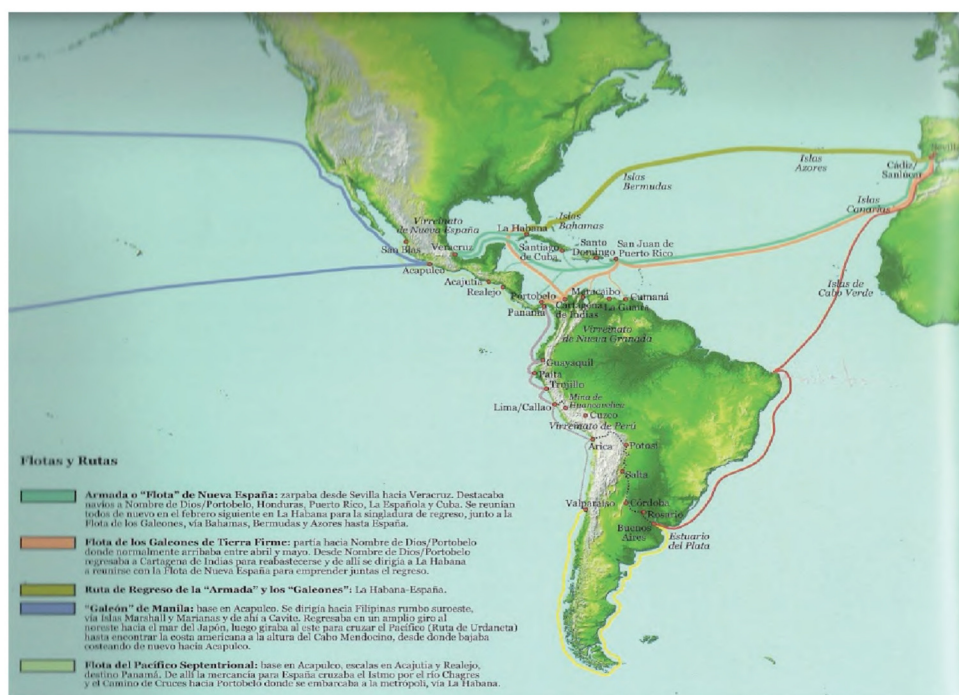 Sevilla
Cádiz/
Sanlúcar
Islas
Azores
Islas
Bermudas
Islas
Canarias
Islas
Bahamas
Virreinato
de Nueva España
La Habana
San Blas
Veracruz
Santiago
de Cuba
Santo
Domingo
San Juan de
Puerto Rico
Acapulco
Acajutia
Realejo
Islas de
Cabo Verde
Portobelo
Maracaibo
Cumaná
Panamá
Cartagena
de Indias
La Guaira
Virreinato
de Nueva Granada
Guayaquil
Paita
Trujillo
Mina de
Huancavelica
Lima/Callao
Cuzco
Virreinato de Perú
Arica
Potosí
Salta
Valparaíso
Córdoba
Rosario
Buenos
Aires
Estuario
del Plata
Flotas y Rutas
Armada o "Flota" de Nueva España: zarpaba desde Sevilla hacia Veracruz. Destacaba
navíos a Nombre de Dios/Portobelo, Honduras, Puerto Rico, La Española y Cuba. Se reunían
todos de nuevo en el febrero siguiente en La Habana para la singladura de regreso, junto a la
Flota de los Galeones, vía Bahamas, Bermudas y Azores hasta España.
Flota de los Galeones de Tierra Firme: partía hacia Nombre de Dios/Portobelo
donde normalmente arribaba entre abril y mayo. Desde Nombre de Dios/Portobelo
regresaba a Cartagena de Indias para reabastecerse y de allí se dirigía a La Habana
a reunirse con la Flota de Nueva España para emprender juntas el regreso.
Ruta de Regreso de la "Armada" y los "Galeones": La Habana-España.
"Galeón" de Manila: base en Acapulco. Se dirigía hacia Filipinas rumbo suroeste,
vía Islas Marshall y Marianas y de ahí a Cavite. Regresaba en un amplio giro al
noreste hacia el mar del Japón, luego giraba al este para cruzar el Pacífico (Ruta de Urdaneta)
hasta encontrar la costa americana a la altura del Cabo Mendocino, desde donde bajaba
costeando de nuevo hacia Acapulco.
Flota del Pacífico Septentrional: base en Acapulco, escalas en Acajutia y Realejo,
destino Panamá. De allí la mercancía para España cruzaba el Istmo por el río Chagres
y el Camino de Cruces hacia Portobelo donde se embarcaba a la metrópoli, vía La Habana.